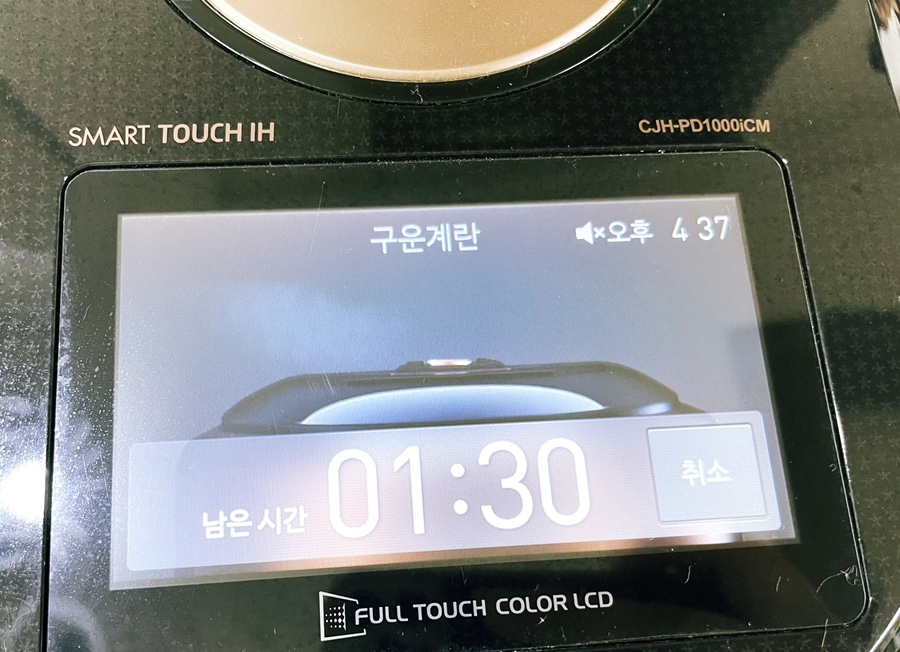 SMART TOUCH IH
CJH-PD1000iCM
구운계란
오후 4 37
남은 시간 01:30
취소
FULL TOUCH COLOR LCD